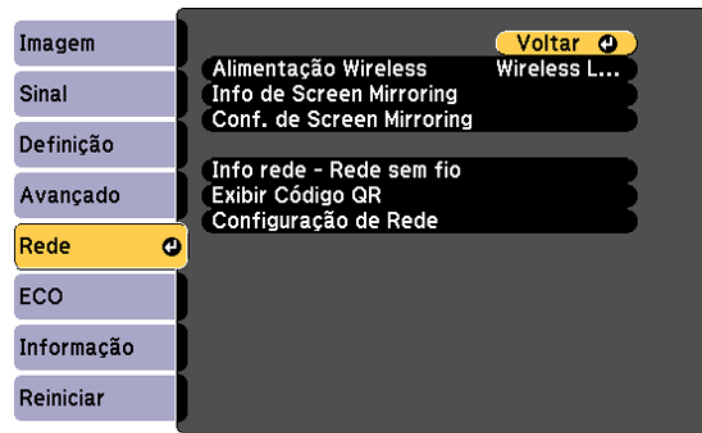 Imagem
Sinal
Definição
Avançado
Rede
ECO
Informação
Reiniciar
Voltar
Alimentação Wireless Wireless L...
Info de Screen Mirroring
Conf. de Screen Mirroring
Info rede - Rede sem fio
Exibir Código QR
Configuração de Rede